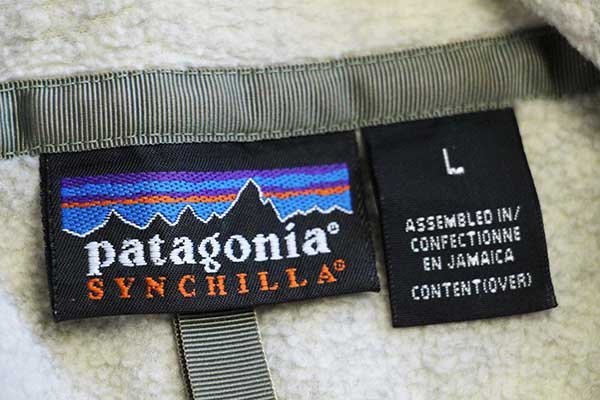 patagonia®
SYNCHILLA®
L
ASSEMBLED IN/
CONFECTIONNE
EN JAMAICA
CONTENT(OVER)